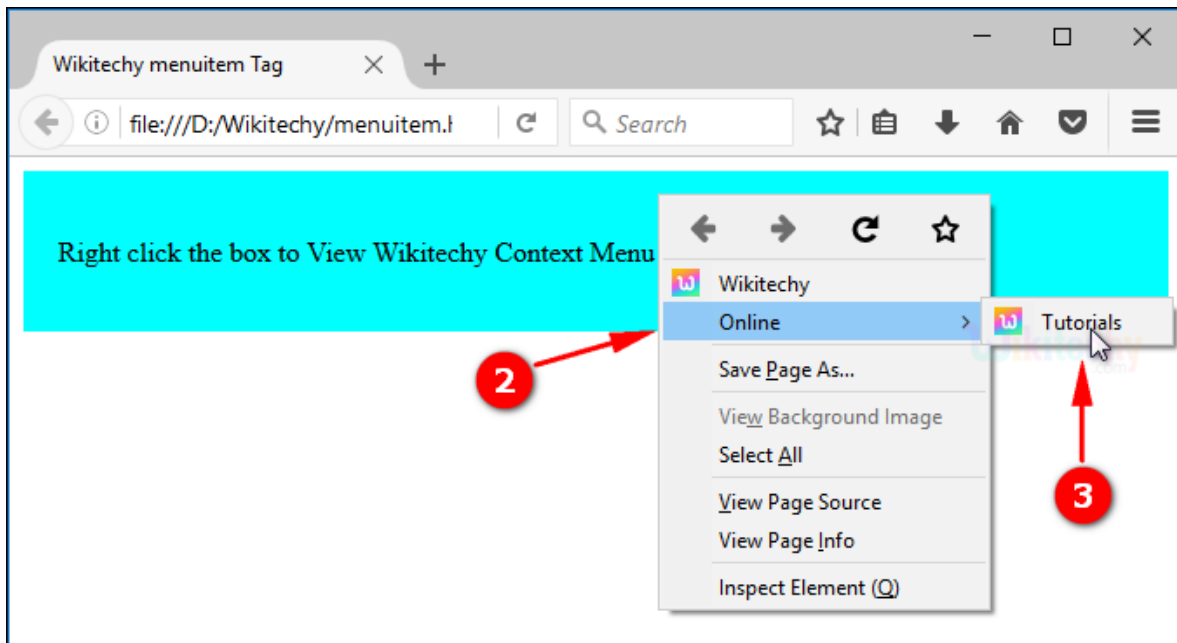 Wikitechy menuitem Tag
file:///D:/Wikitechy/menuitem.h
Search
Right click the box to View Wikitechy Context Menu
Wikitechy
Online
Tutorials
Save Page As...
View Background Image
Select All
View Page Source
View Page Info
Inspect Element (Q)
2
3